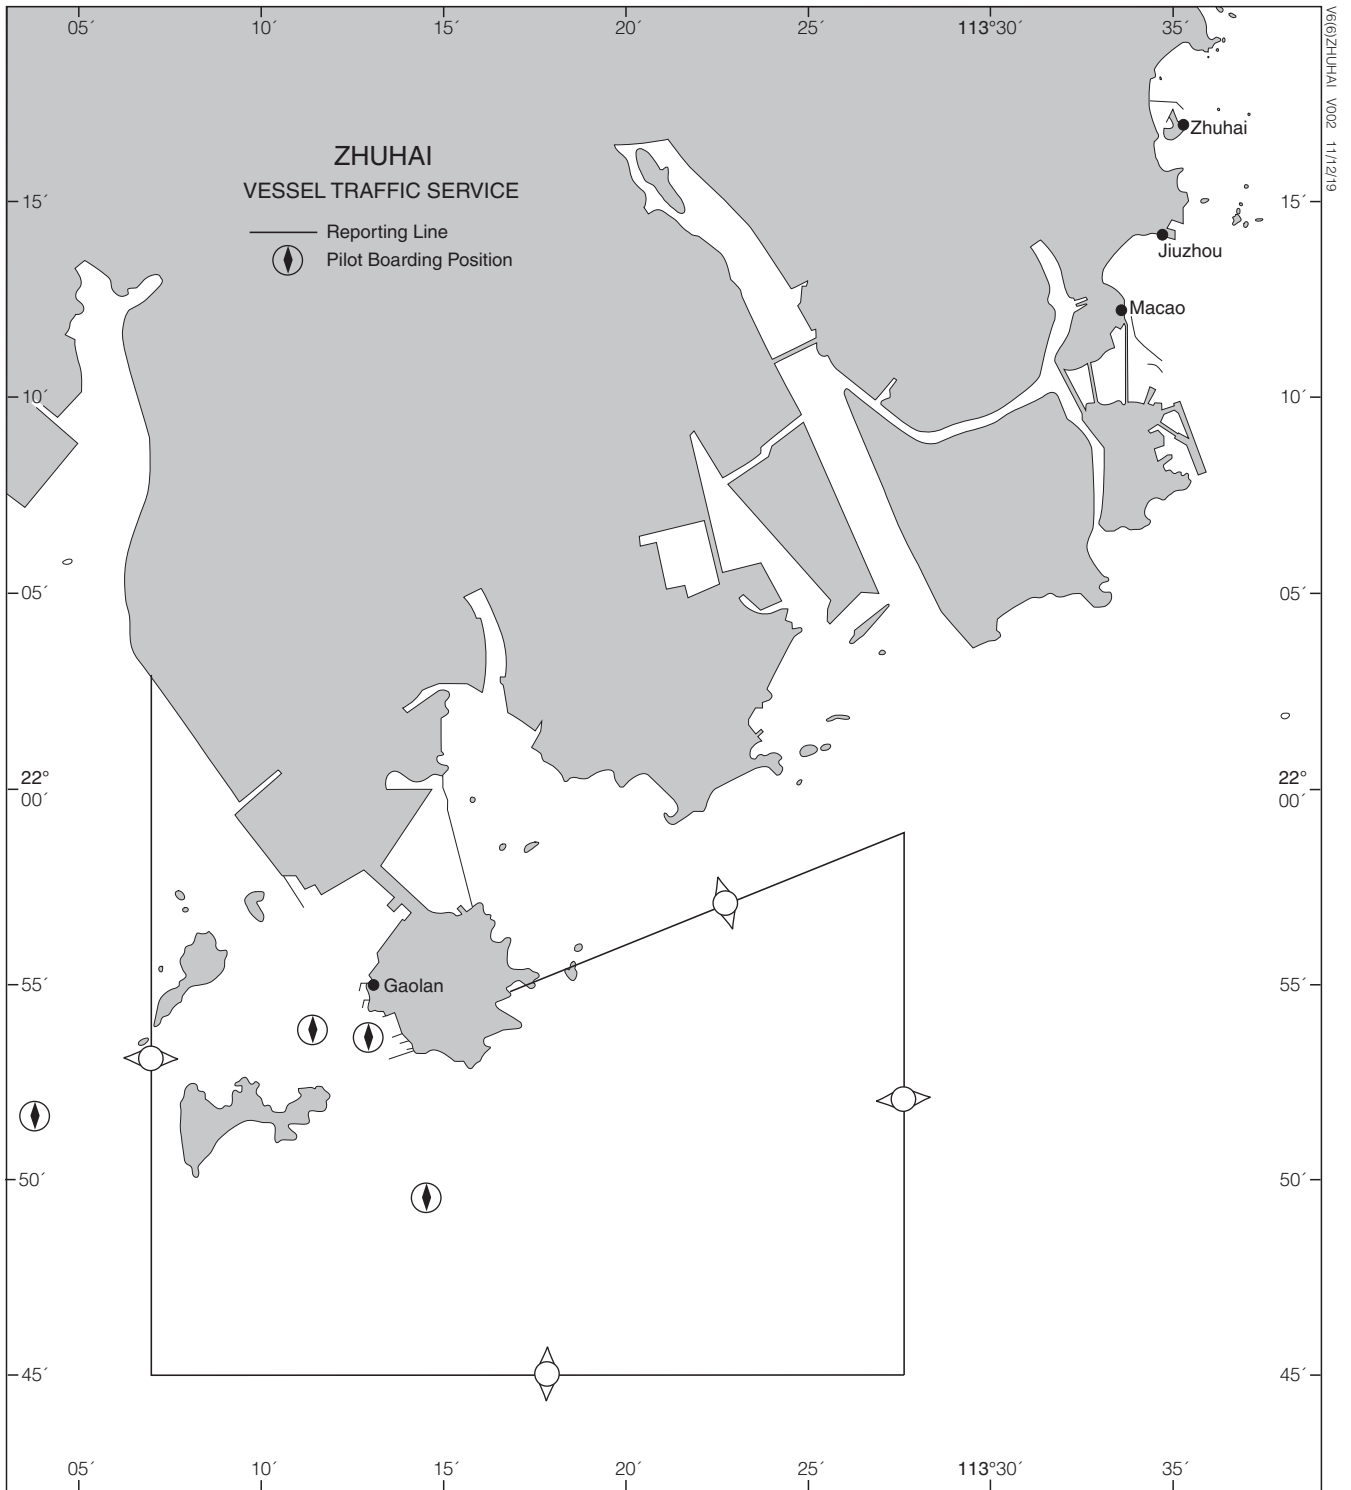 05´ 10´ 15´ 20´ 25´ 113°30´ 35´
V6(6)ZHUHAI V002 11/12/19
Zhuhai
ZHUHAI
VESSEL TRAFFIC SERVICE
15´ 15´
Reporting Line
Jiuzhou
Pilot Boarding Position
Macao
10´ 10´
05´ 05´
22° 22°
00´ 00´
55´ Gaolan 55´
50´ 50´
45´ 45´
05´ 10´ 15´ 20´ 25´ 113°30´ 35´